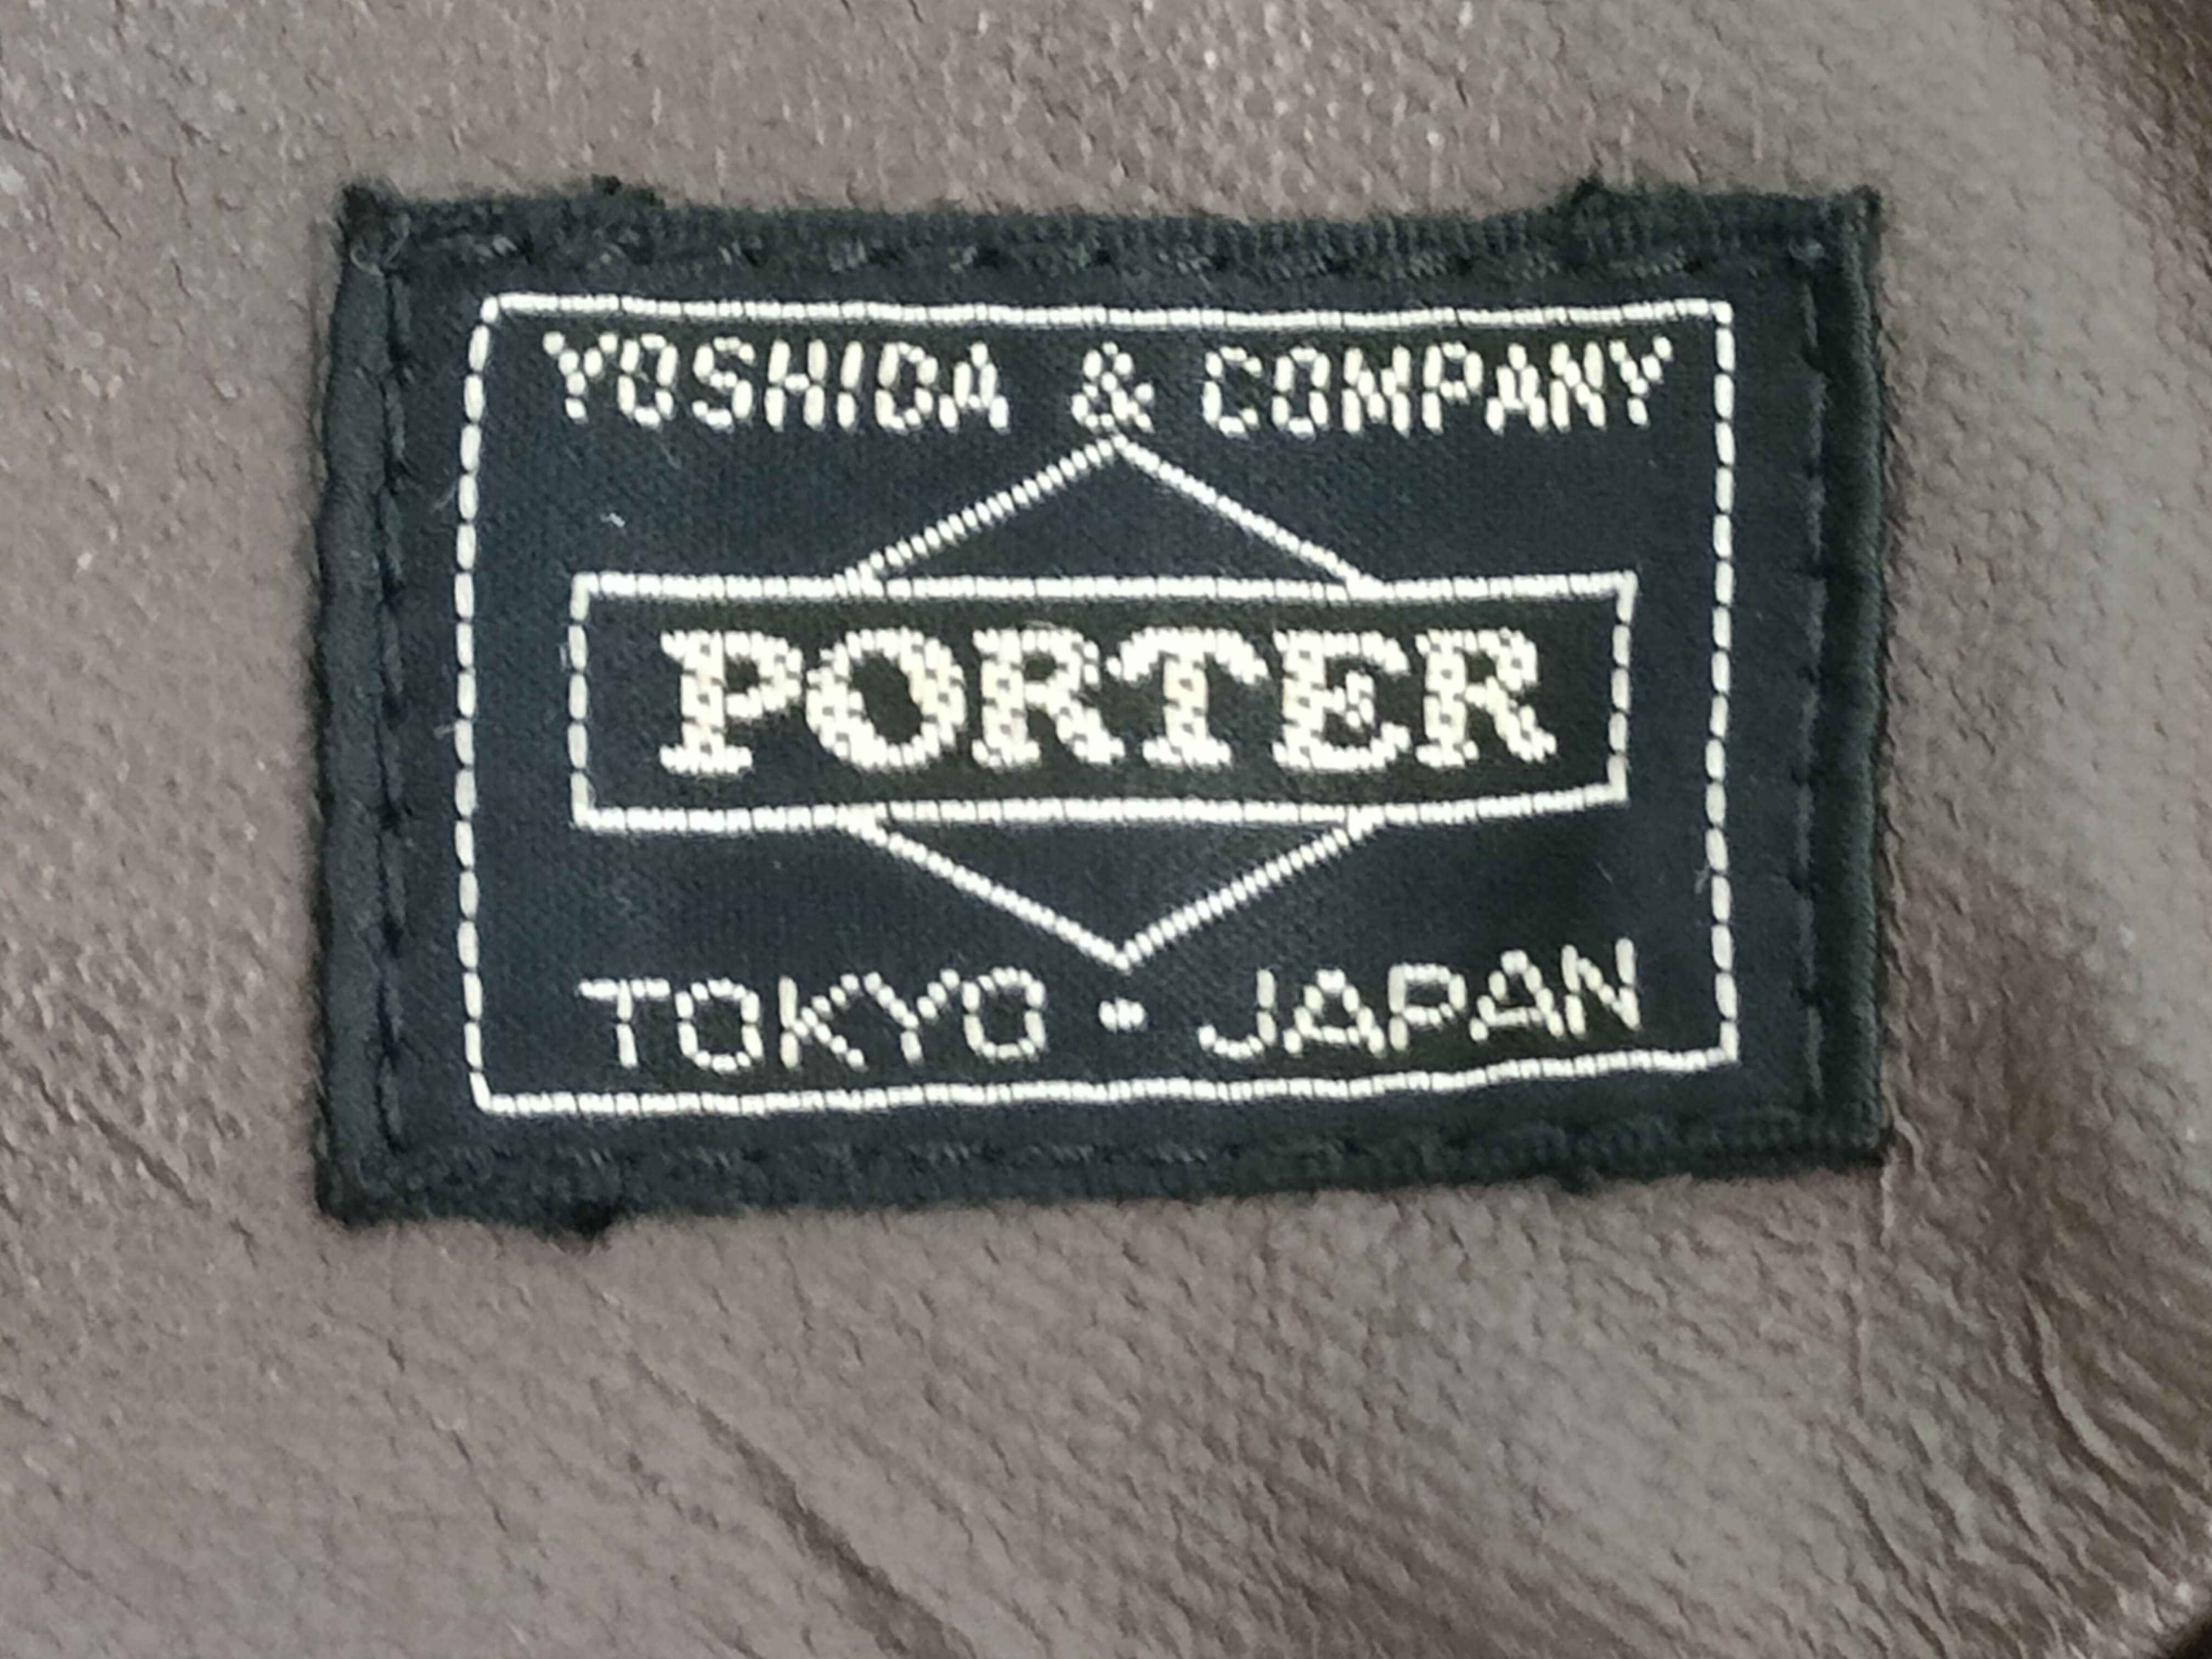 YOSHIDA & COMPANY
PORTER
TOKYO • JAPAN